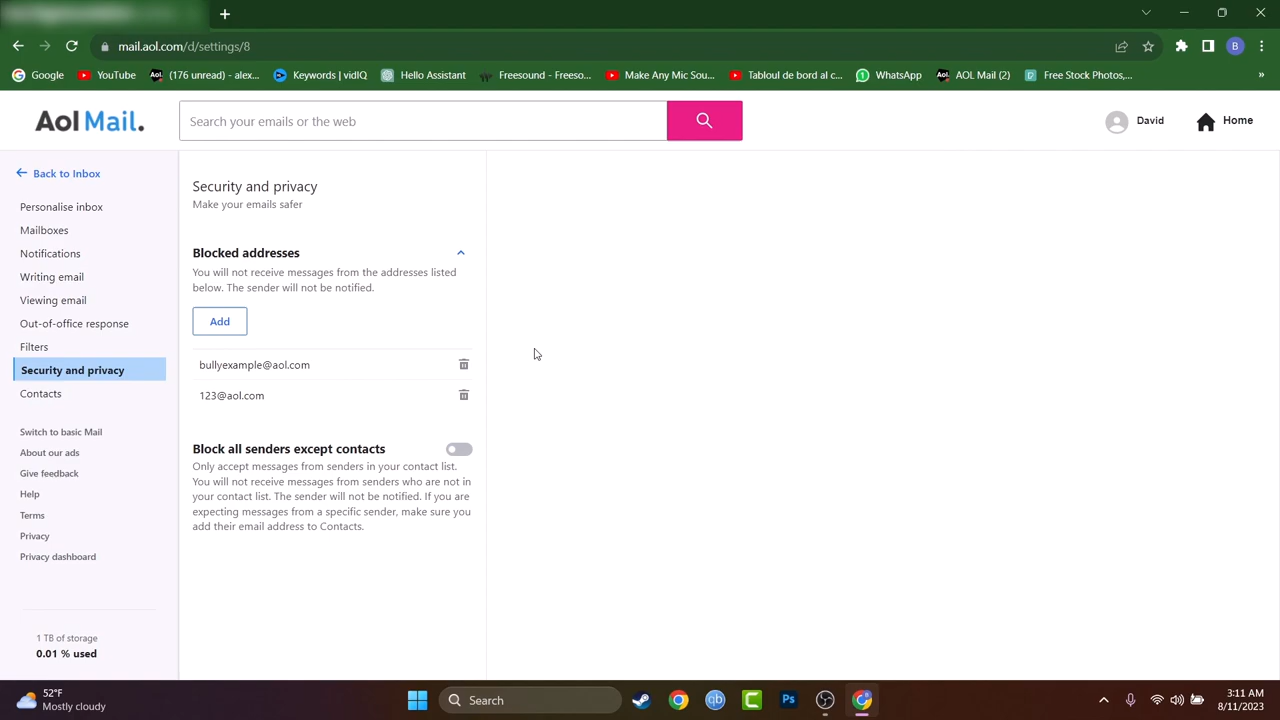 mail.aol.com/d/settings/8
Google
YouTube
(176 unread) - alex...
Keywords | vidIQ
Hello Assistant
Freesound - Freeso...
Make Any Mic Sou...
Tabloul de bord al c...
WhatsApp
AOL Mail (2)
Free Stock Photos,...
»
Aol Mail.
Search your emails or the web
David
Home
Back to Inbox
Personalise inbox
Mailboxes
Notifications
Writing email
Viewing email
Out-of-office response
Filters
Security and privacy
Contacts
Switch to basic Mail
About our ads
Give feedback
Help
Terms
Privacy
Privacy dashboard
1 TB of storage
0.01 % used
Security and privacy
Make your emails safer
Blocked addresses
You will not receive messages from the addresses listed
below. The sender will not be notified.
Add
bullyexample@aol.com
123@aol.com
Block all senders except contacts
Only accept messages from senders in your contact list.
You will not receive messages from senders who are not in
your contact list. The sender will not be notified. If you are
expecting messages from a specific sender, make sure you
add their email address to Contacts.
52°F
Mostly cloudy
Search
qb
Ps
3:11 AM
8/11/2023